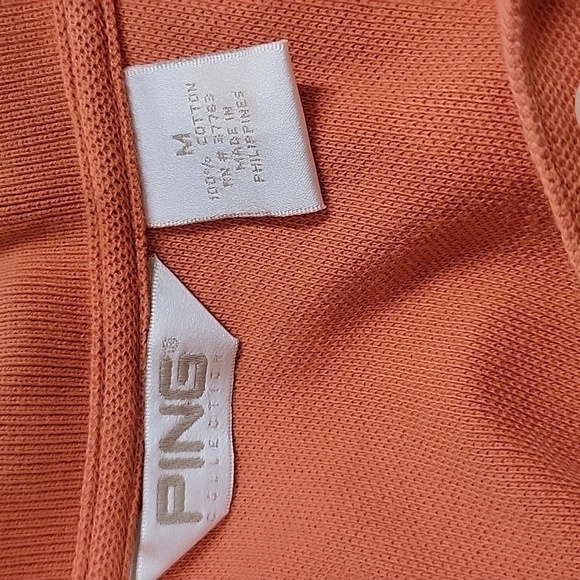 M
100% COTTON
RN # 37763
MADE IN
PHILIPPINES
PING®
COLLECTION